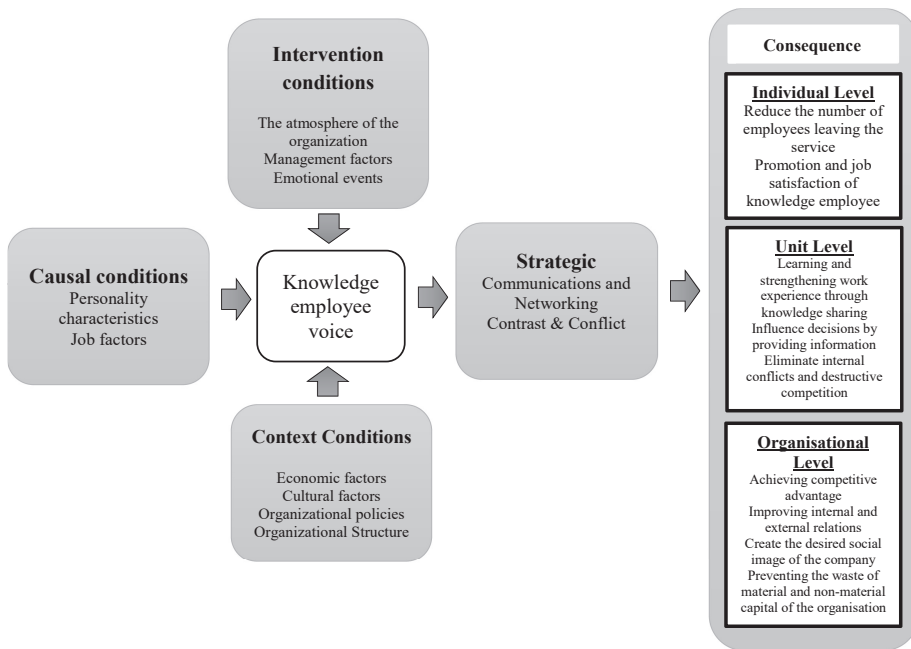 Intervention
conditions
The atmosphere of the
organization
Management factors
Emotional events
Causal conditions
Personality
characteristics
Job factors
Knowledge
employee
voice
Strategic
Communications and
Networking
Contrast & Conflict
Context Conditions
Economic factors
Cultural factors
Organizational policies
Organizational Structure
Consequence
Individual Level
Reduce the number of
employees leaving the
service
Promotion and job
satisfaction of
knowledge employee
Unit Level
Learning and
strengthening work
experience through
knowledge sharing
Influence decisions by
providing information
Eliminate internal
conflicts and destructive
competition
Organisational
Level
Achieving competitive
advantage
Improving internal and
external relations
Create the desired social
image of the company
Preventing the waste of
material and non-material
capital of the organisation